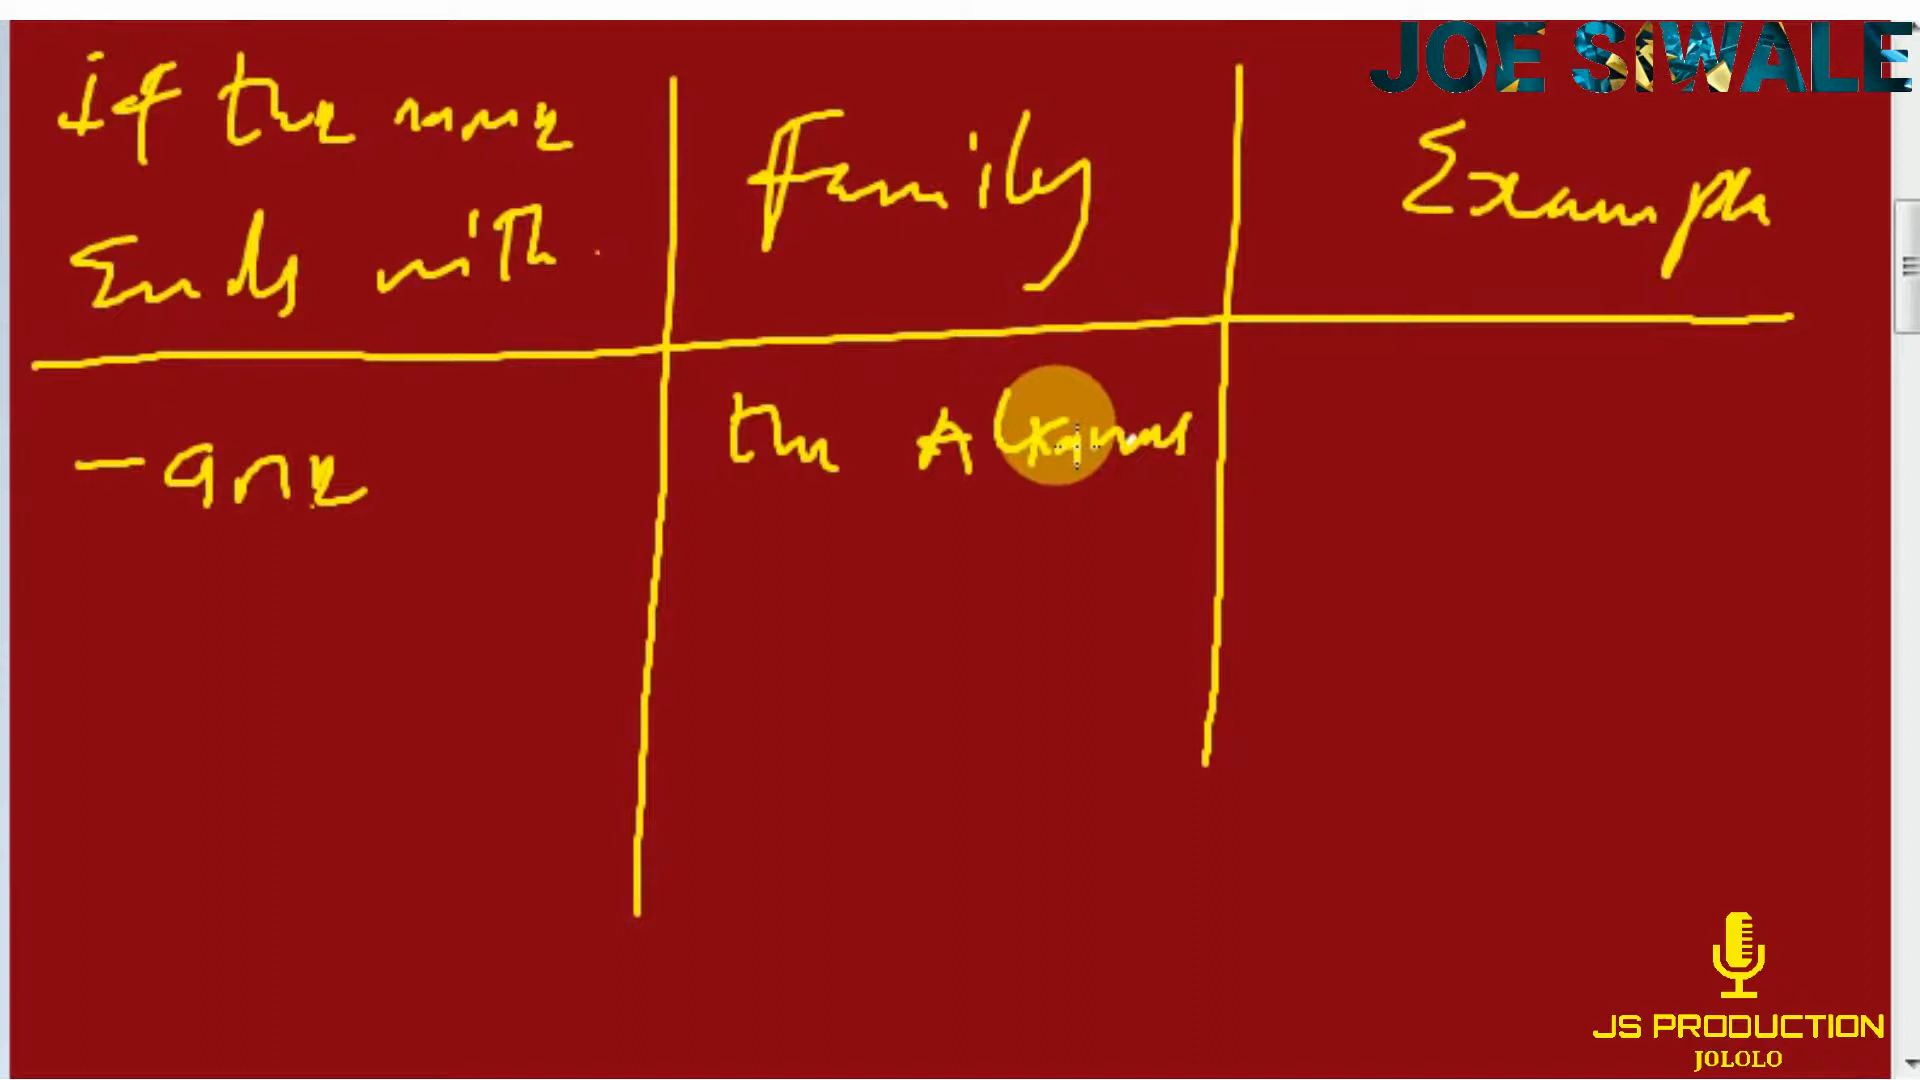 JOE SIWALE
if the name
Ends with
Family
Example
-ane
the Alkanes
JS PRODUCTION
JOLOLO